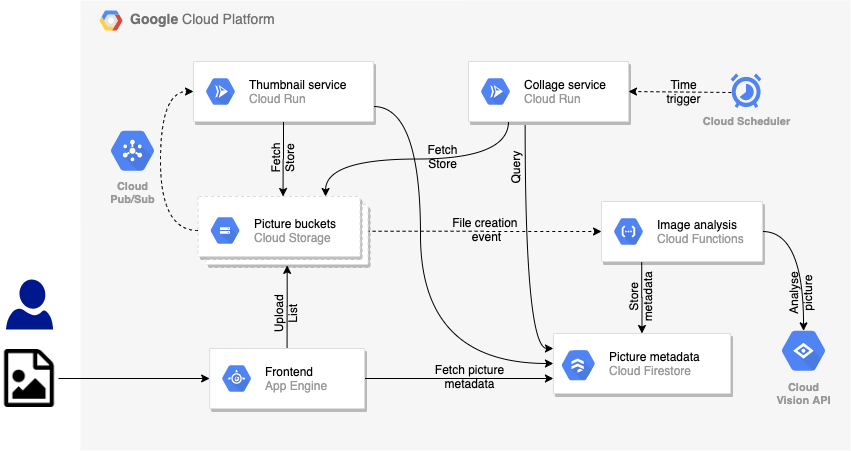 Google Cloud Platform
Thumbnail service
Cloud Run
Collage service
Cloud Run
Time
trigger
Cloud Scheduler
Cloud
Pub/Sub
Fetch
Store
Fetch
Store
Query
Picture buckets
Cloud Storage
File creation
event
Image analysis
Cloud Functions
Upload
List
Store
metadata
Analyse
picture
Frontend
App Engine
Fetch picture
metadata
Picture metadata
Cloud Firestore
Cloud
Vision API